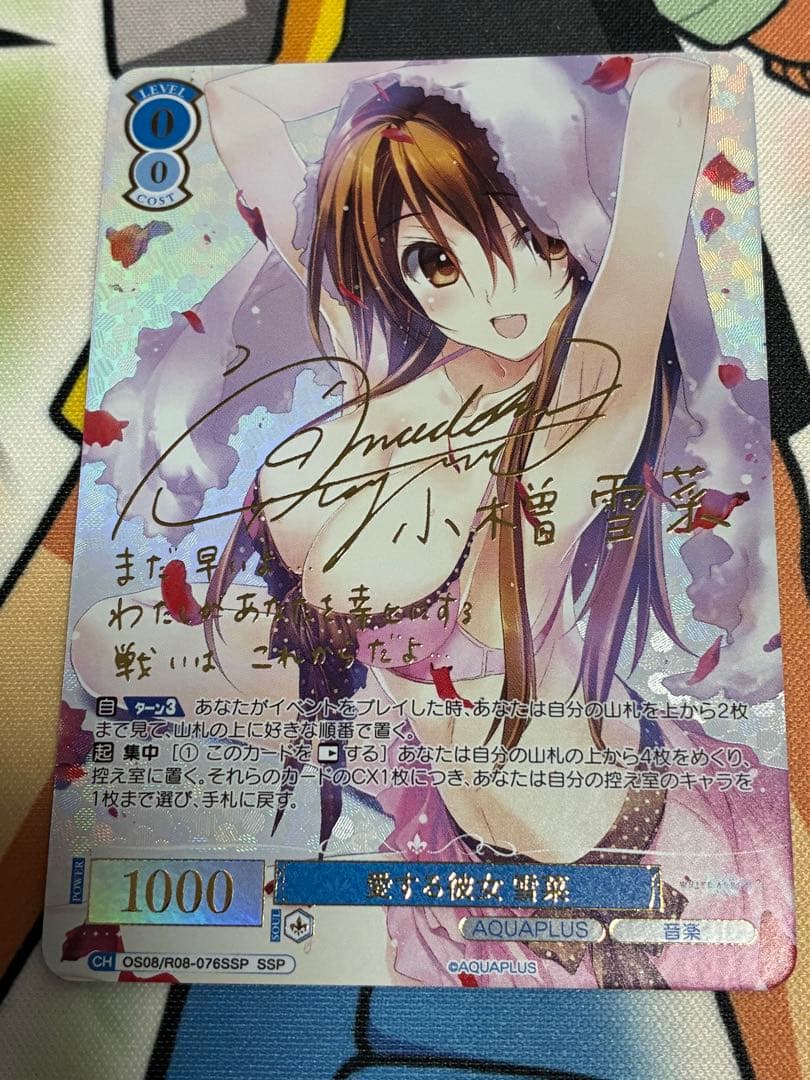 LEVEL
0
0
COST
小木曽 雪菜
まだ早いよ…
わたしがあなたを幸せにする
戦いは これからだよ…
自 ターン3 あなたがイベントをプレイした時、あなたは自分の山札を上から2枚
まで見て、山札の上に好きな順番で置く。
起 集中 [① このカードを する] あなたは自分の山札の上から4枚をめくり、
控え室に置く。それらのカードのCX1枚につき、あなたは自分の控え室のキャラを
1枚まで選び、手札に戻す。
POWER
1000
SOUL
愛する彼女 雪菜
AQUAPLUS
音楽
CH OS08/R08-076SSP SSP
©AQUAPLUS